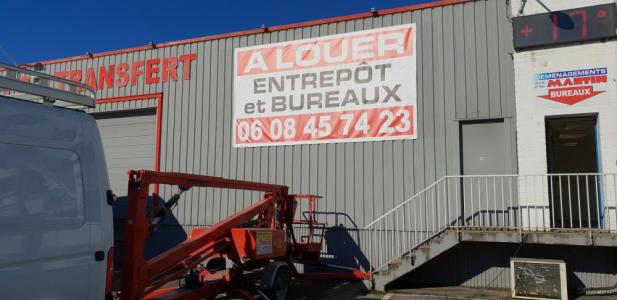 TRANSFERT
A LOUER
ENTREPÔT
et BUREAUX
06 08 45 74 23
+17°
DEMENAGEMENTS
MARTIN
BUREAUX